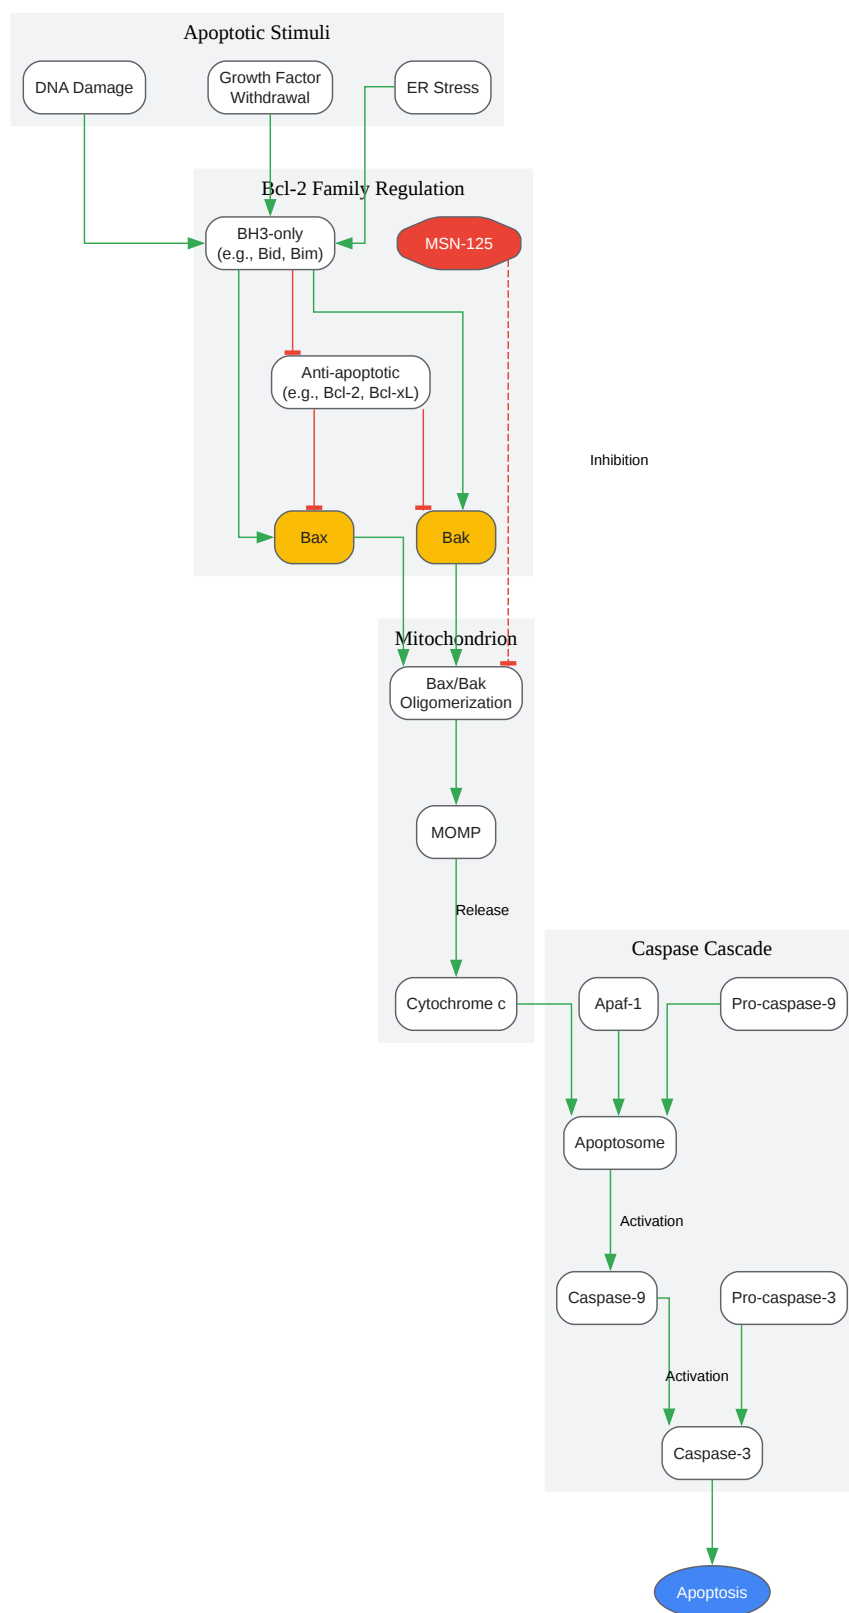 Apoptotic Stimuli
DNA Damage
Growth Factor
Withdrawal
ER Stress
Bcl-2 Family Regulation
BH3-only
(e.g., Bid, Bim)
MSN-125
Anti-apoptotic
(e.g., Bcl-2, Bcl-xL)
Inhibition
Bax
Bak
Mitochondrion
Bax/Bak
Oligomerization
MOMP
Release
Caspase Cascade
Cytochrome c
Apaf-1
Pro-caspase-9
Apoptosome
Activation
Caspase-9
Pro-caspase-3
Activation
Caspase-3
Apoptosis